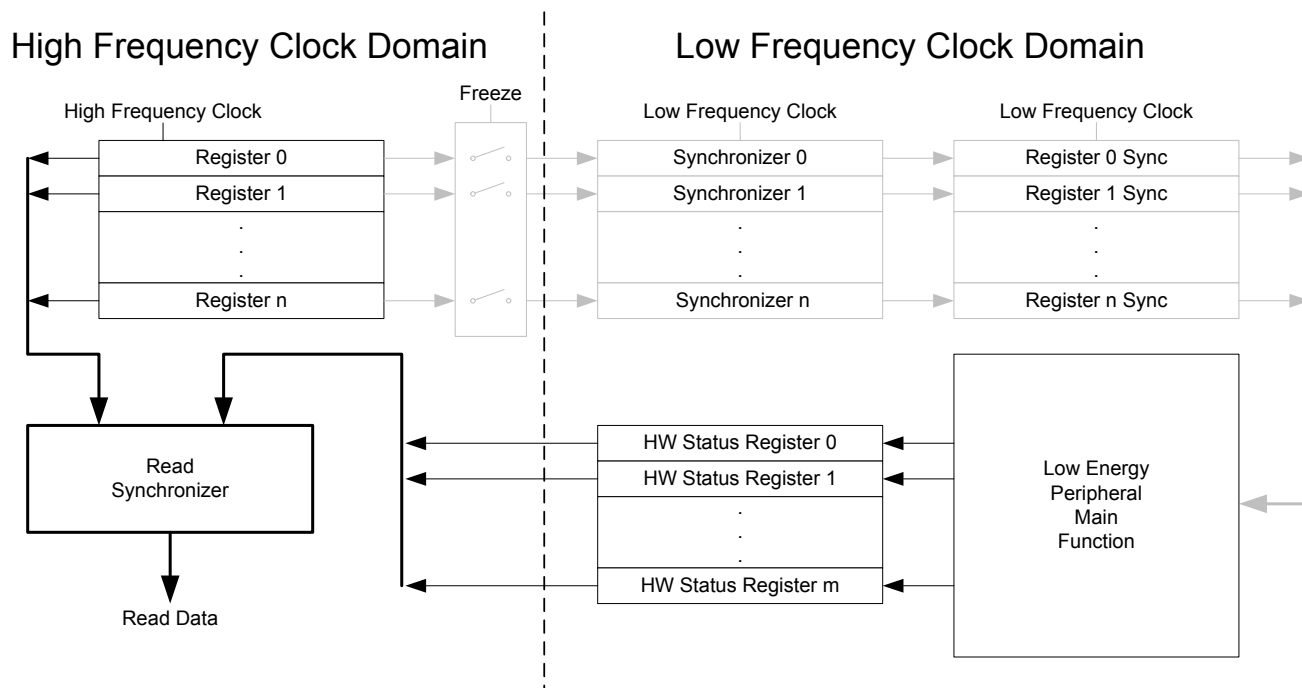 High Frequency Clock Domain
Low Frequency Clock Domain
Freeze
High Frequency Clock
Low Frequency Clock
Low Frequency Clock
Register 0
Synchronizer 0
Register 0 Sync
Register 1
Synchronizer 1
Register 1 Sync
.
.
.
.
.
.
.
.
.
Register n
Synchronizer n
Register n Sync
Read
Synchronizer
Read Data
HW Status Register 0
HW Status Register 1
.
.
.
HW Status Register m
Low Energy
Peripheral
Main
Function